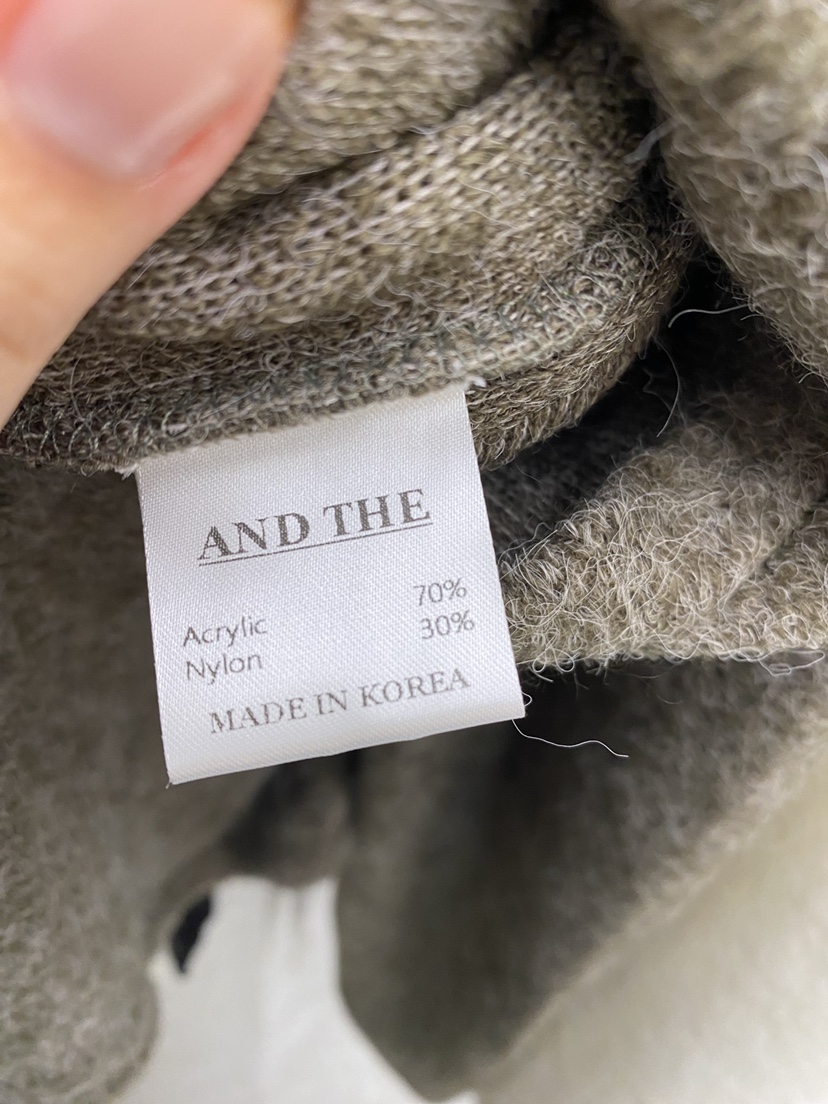 AND THE
Acrylic 70%
Nylon 30%
MADE IN KOREA